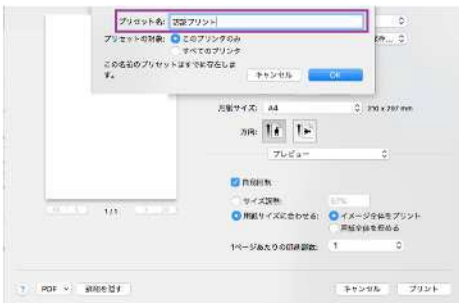 プリセット名: 認証プリント
プリセットの対象: このプリンタのみ
すべてのプリンタ
この名前のプリセットはすでに存在しま
す。
キャンセル OK
用紙サイズ: A4 210 x 297 mm
方向:
プレビュー
自動回転
サイズ調整: 97%
用紙サイズに合わせる: イメージ全体をプリント
用紙全体を埋める
1ページあたりの印刷部数: 1
1/1
? PDF 詳細を隠す キャンセル プリント